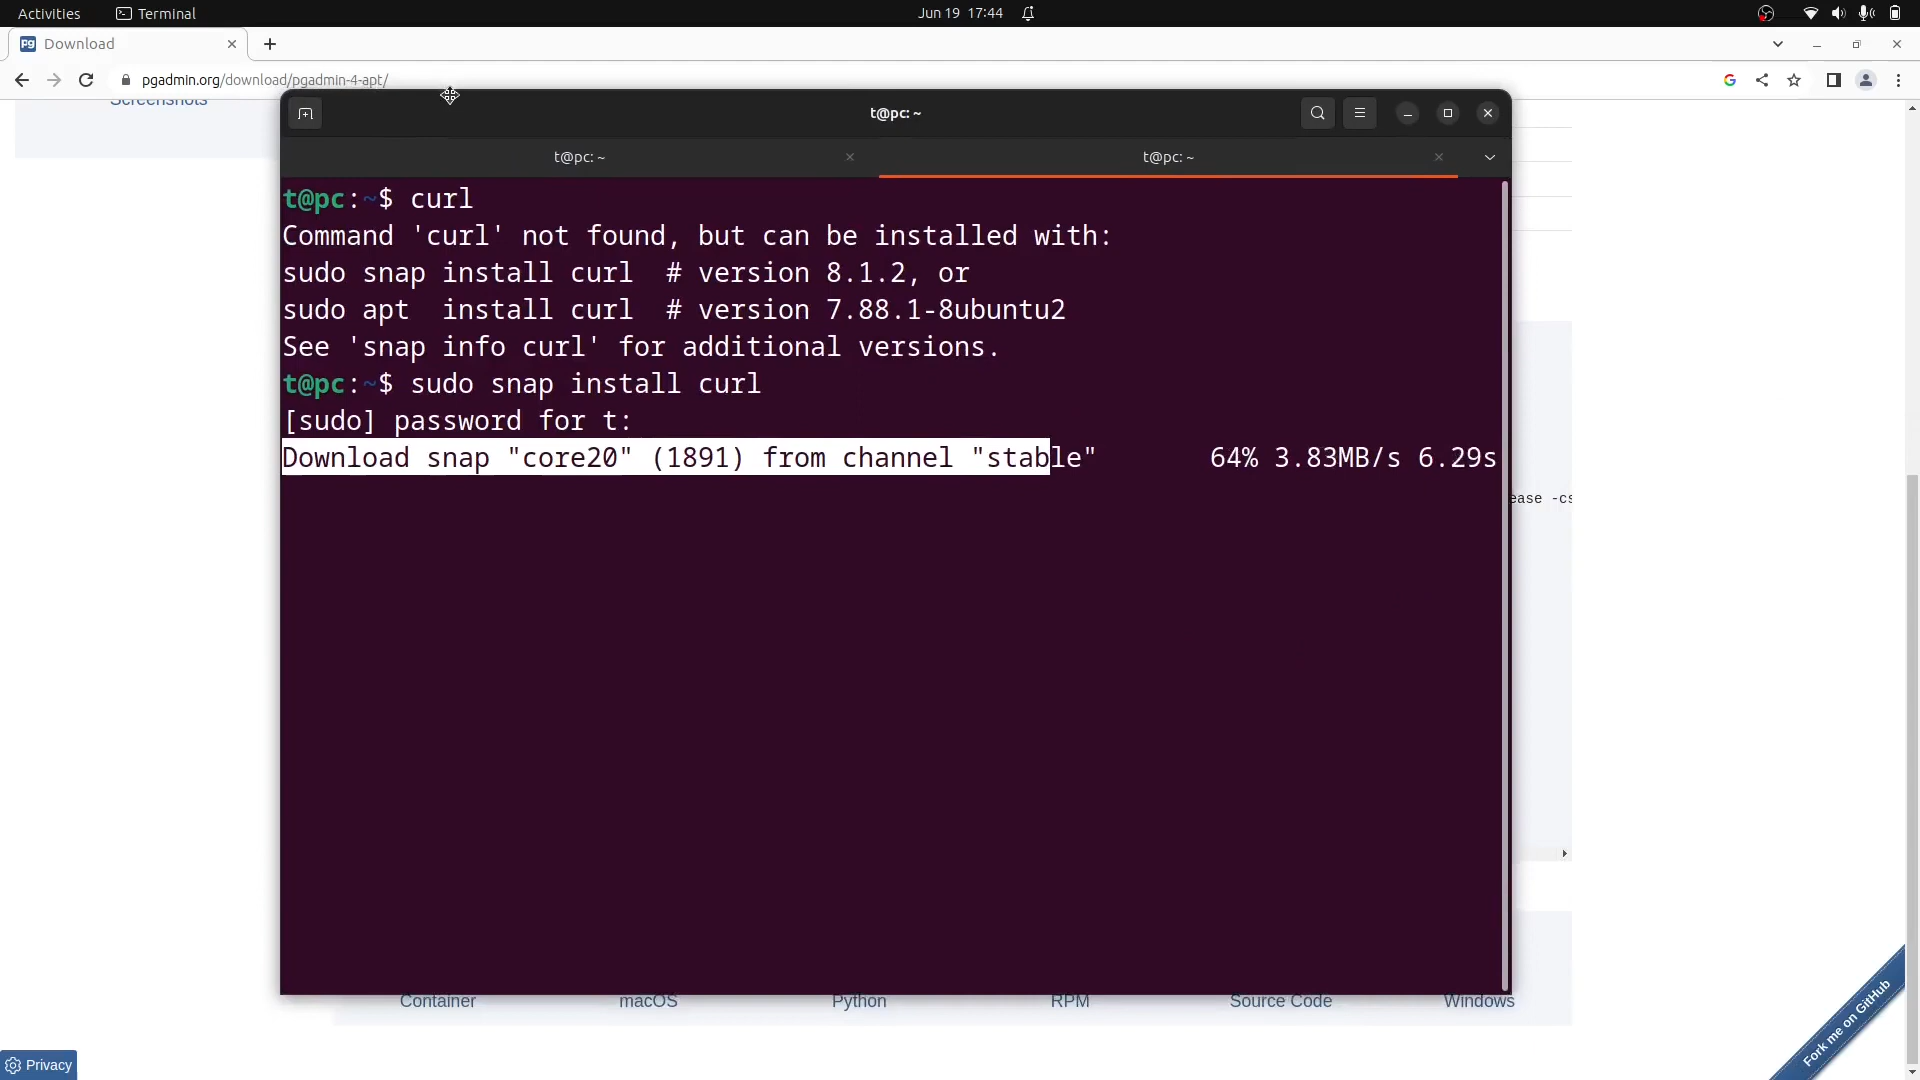 Activities Terminal Jun 19 17:44
Download
pgadmin.org/download/pgadmin-4-apt/
Screenshots
t@pc: ~
t@pc: ~ t@pc: ~
t@pc:~$ curl
Command 'curl' not found, but can be installed with:
sudo snap install curl  # version 8.1.2, or
sudo apt  install curl  # version 7.88.1-8ubuntu2
See 'snap info curl' for additional versions.
t@pc:~$ sudo snap install curl
[sudo] password for t:
Download snap "core20" (1891) from channel "stable" 64% 3.83MB/s 6.29s
ease -cs
Container macOS Python RPM Source Code Windows
Fork me on GitHub
Privacy